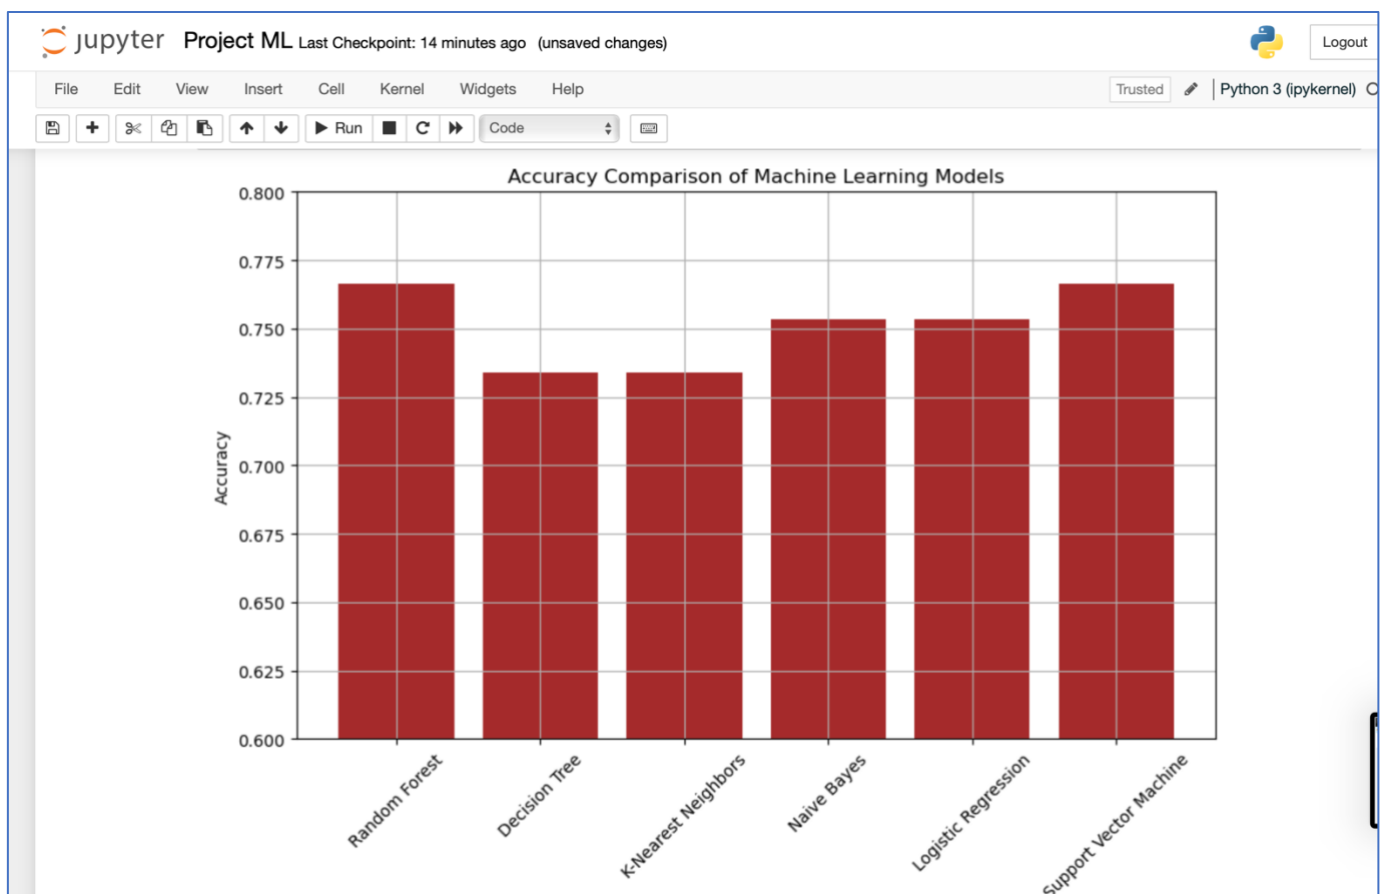 jupyter Project ML Last Checkpoint: 14 minutes ago (unsaved changes)
Logout
File Edit View Insert Cell Kernel Widgets Help
Trusted
Python 3 (ipykernel)
Run
Code
Accuracy Comparison of Machine Learning Models
0.800
0.775
0.750
0.725
0.700
0.675
0.650
0.625
0.600
Accuracy
Random Forest
Decision Tree
K-Nearest Neighbors
Naive Bayes
Logistic Regression
Support Vector Machine